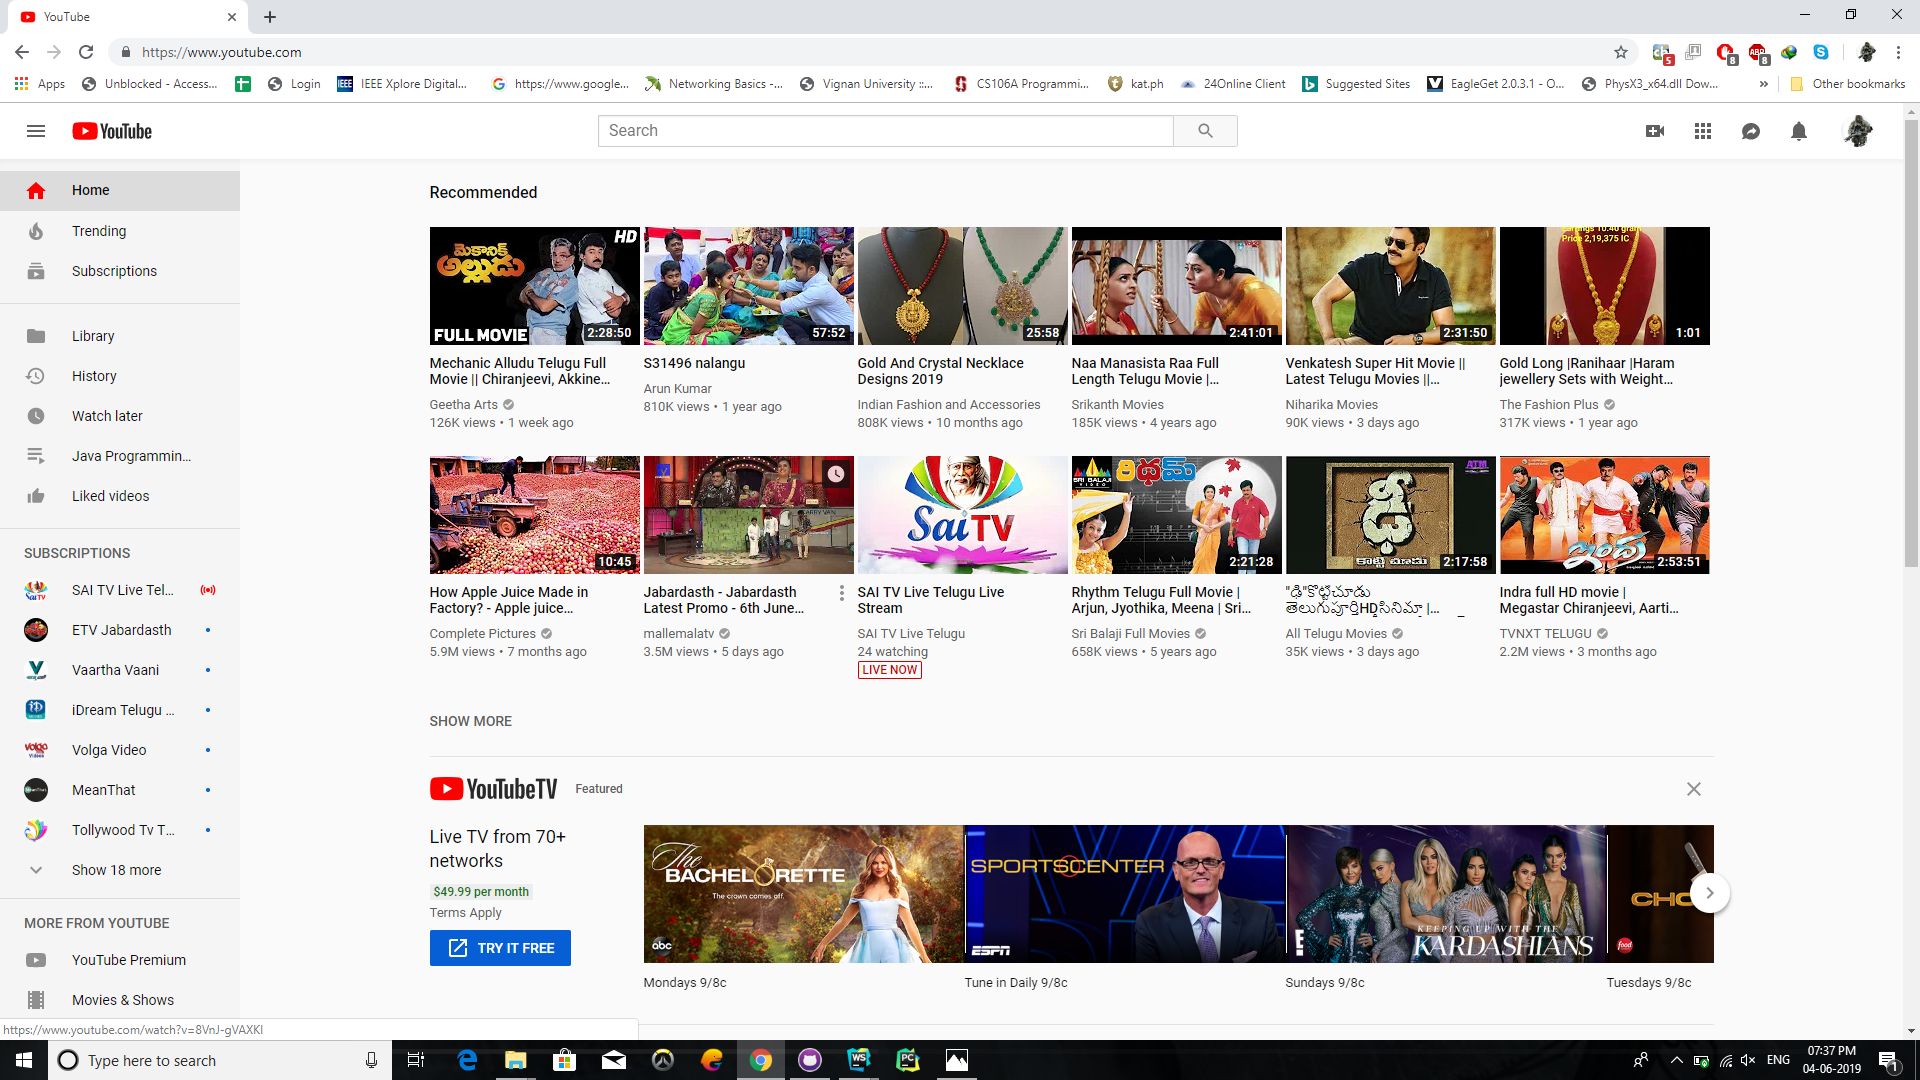 YouTube
https://www.youtube.com
Apps
Unblocked - Access...
Login
IEEE Xplore Digital...
https://www.google...
Networking Basics -...
Vignan University ::...
CS106A Programmi...
kat.ph
24Online Client
Suggested Sites
EagleGet 2.0.3.1 - O...
PhysX3_x64.dll Dow...
Other bookmarks
YouTube
Search
Home
Trending
Subscriptions
Library
History
Watch later
Java Programmin...
Liked videos
SUBSCRIPTIONS
SAI TV Live Tel...
ETV Jabardasth
Vaartha Vaani
iDream Telugu ...
Volga Video
MeanThat
Tollywood Tv T...
Show 18 more
MORE FROM YOUTUBE
YouTube Premium
Movies & Shows
Recommended
మెకానిక్
అల్లుడు
HD
FULL MOVIE
2:28:50
57:52
25:58
2:41:01
2:31:50
Price 2,19,375 IC
1:01
Mechanic Alludu Telugu Full
Movie || Chiranjeevi, Akkine...
Geetha Arts
126K views • 1 week ago
S31496 nalangu
Arun Kumar
810K views • 1 year ago
Gold And Crystal Necklace
Designs 2019
Indian Fashion and Accessories
808K views • 10 months ago
Naa Manasista Raa Full
Length Telugu Movie |...
Srikanth Movies
185K views • 4 years ago
Venkatesh Super Hit Movie ||
Latest Telugu Movies ||...
Niharika Movies
90K views • 3 days ago
Gold Long |Ranihaar |Haram
jewellery Sets with Weight...
The Fashion Plus
317K views • 1 year ago
10:45
Sai TV
SRI BALAJI
VIDEO
రిథమ్
2:21:28
ఢీ
కొట్టి చూడు
2:17:58
ఇంద్ర
2:53:51
How Apple Juice Made in
Factory? - Apple juice...
Complete Pictures
5.9M views • 7 months ago
Jabardasth - Jabardasth
Latest Promo - 6th June...
mallemalatv
3.5M views • 5 days ago
SAI TV Live Telugu Live
Stream
SAI TV Live Telugu
24 watching
LIVE NOW
Rhythm Telugu Full Movie |
Arjun, Jyothika, Meena | Sri...
Sri Balaji Full Movies
658K views • 5 years ago
"ఢి"కొట్టిచూడు
తెలుగుపూర్తిHDసినిమా |...
All Telugu Movies
35K views • 3 days ago
Indra full HD movie |
Megastar Chiranjeevi, Aarti...
TVNXT TELUGU
2.2M views • 3 months ago
SHOW MORE
YouTubeTV
Featured
Live TV from 70+
networks
$49.99 per month
Terms Apply
TRY IT FREE
The
BACHELORETTE
The crown comes off.
abc
SPORTSCENTER
ESPN
KEEPING UP WITH THE
KARDASHIANS
E
CHO
food
Mondays 9/8c
Tune in Daily 9/8c
Sundays 9/8c
Tuesdays 9/8c
https://www.youtube.com/watch?v=8VnJ-gVAXKI
Type here to search
ENG
07:37 PM
04-06-2019